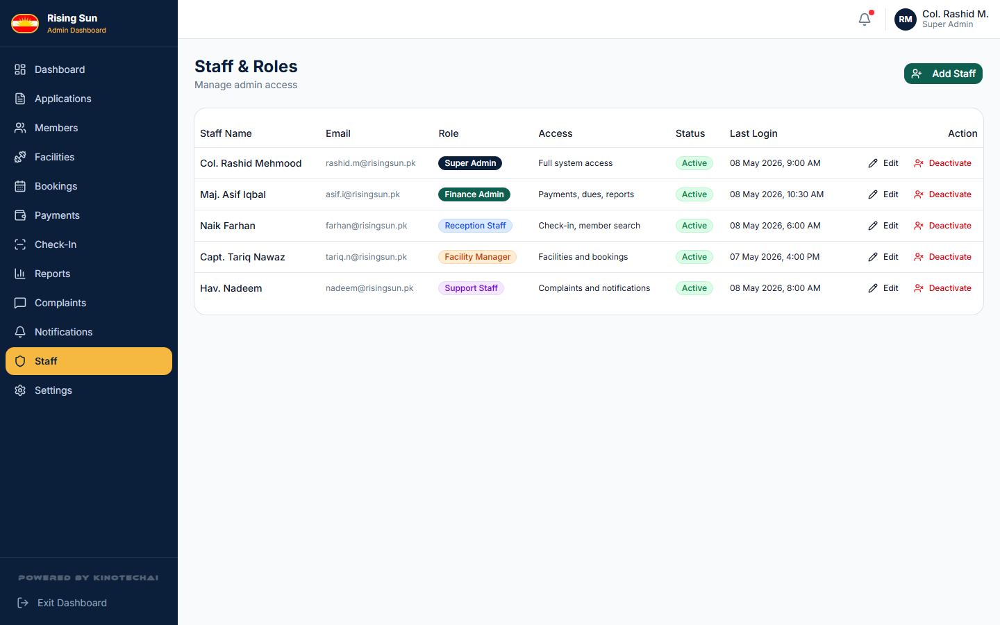 Rising Sun
Admin Dashboard
Dashboard
Applications
Members
Facilities
Bookings
Payments
Check-In
Reports
Complaints
Notifications
Staff
Settings
POWERED BY KINOTECHAI
Exit Dashboard
RM
Col. Rashid M.
Super Admin
Staff & Roles
Manage admin access
Add Staff
Staff Name Email Role Access Status Last Login Action
Col. Rashid Mehmood rashid.m@risingsun.pk Super Admin Full system access Active 08 May 2026, 9:00 AM Edit Deactivate
Maj. Asif Iqbal asif.i@risingsun.pk Finance Admin Payments, dues, reports Active 08 May 2026, 10:30 AM Edit Deactivate
Naik Farhan farhan@risingsun.pk Reception Staff Check-in, member search Active 08 May 2026, 6:00 AM Edit Deactivate
Capt. Tariq Nawaz tariq.n@risingsun.pk Facility Manager Facilities and bookings Active 07 May 2026, 4:00 PM Edit Deactivate
Hav. Nadeem nadeem@risingsun.pk Support Staff Complaints and notifications Active 08 May 2026, 8:00 AM Edit Deactivate